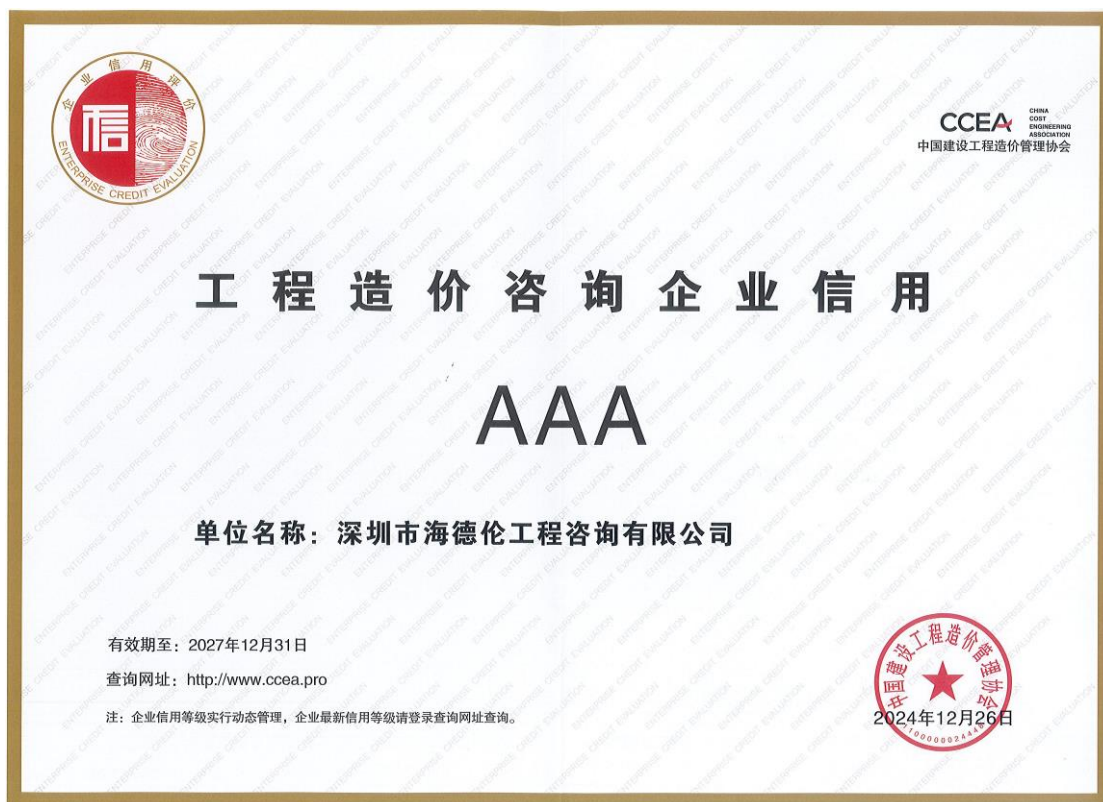 企业信用评价
信
ENTERPRISE CREDIT EVALUATION
CCEA
CHINA
COST
ENGINEERING
ASSOCIATION
中国建设工程造价管理协会
工程造价咨询企业信用
AAA
单位名称：深圳市海德伦工程咨询有限公司
有效期至：2027年12月31日
查询网址：http://www.ccea.pro
注：企业信用等级实行动态管理，企业最新信用等级请登录查询网址查询。
中国建设工程造价管理协会
2024年12月26日